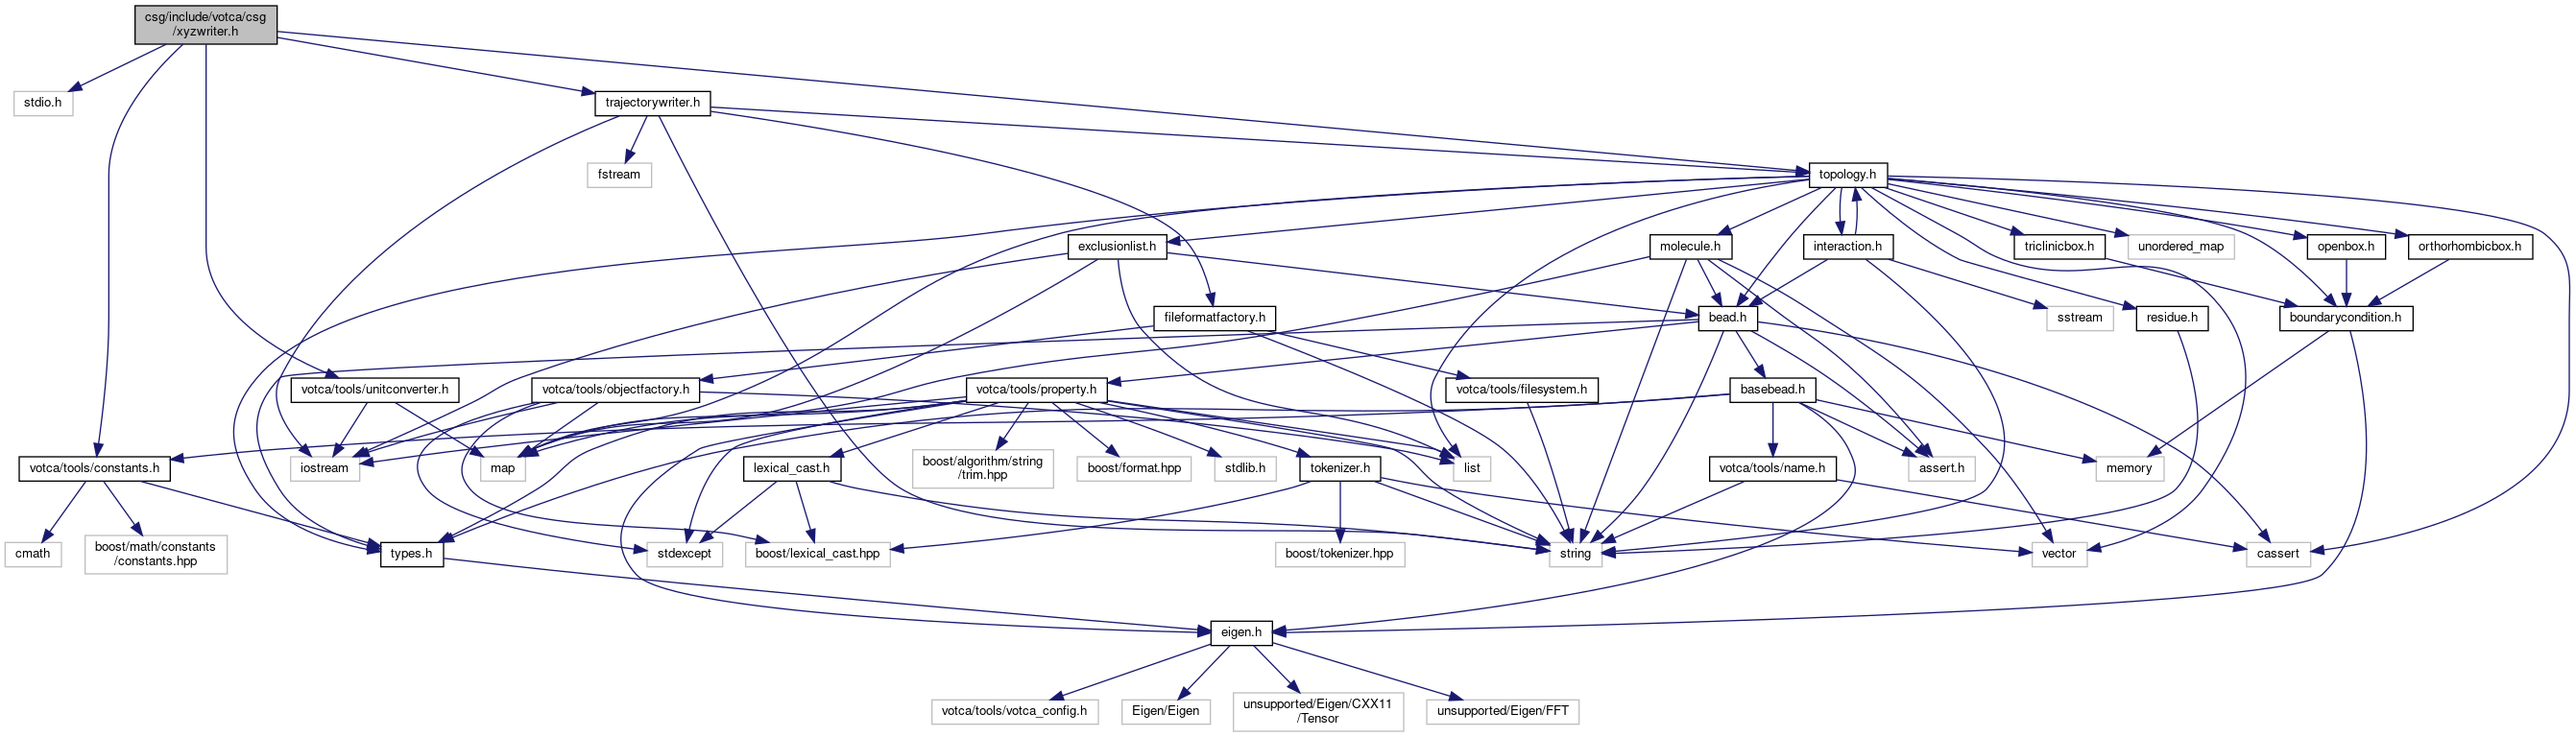 csg/include/votca/csg
/xyzwriter.h
stdio.h
trajectorywriter.h
fstream
topology.h
exclusionlist.h
molecule.h
interaction.h
triclinicbox.h
unordered_map
openbox.h
orthorhombicbox.h
fileformatfactory.h
bead.h
sstream
residue.h
boundarycondition.h
votca/tools/unitconverter.h
votca/tools/objectfactory.h
votca/tools/property.h
votca/tools/filesystem.h
basebead.h
votca/tools/constants.h
iostream
map
lexical_cast.h
boost/algorithm/string
/trim.hpp
boost/format.hpp
stdlib.h
tokenizer.h
list
votca/tools/name.h
assert.h
memory
cmath
boost/math/constants
/constants.hpp
types.h
stdexcept
boost/lexical_cast.hpp
boost/tokenizer.hpp
string
vector
cassert
eigen.h
votca/tools/votca_config.h
Eigen/Eigen
unsupported/Eigen/CXX11
/Tensor
unsupported/Eigen/FFT